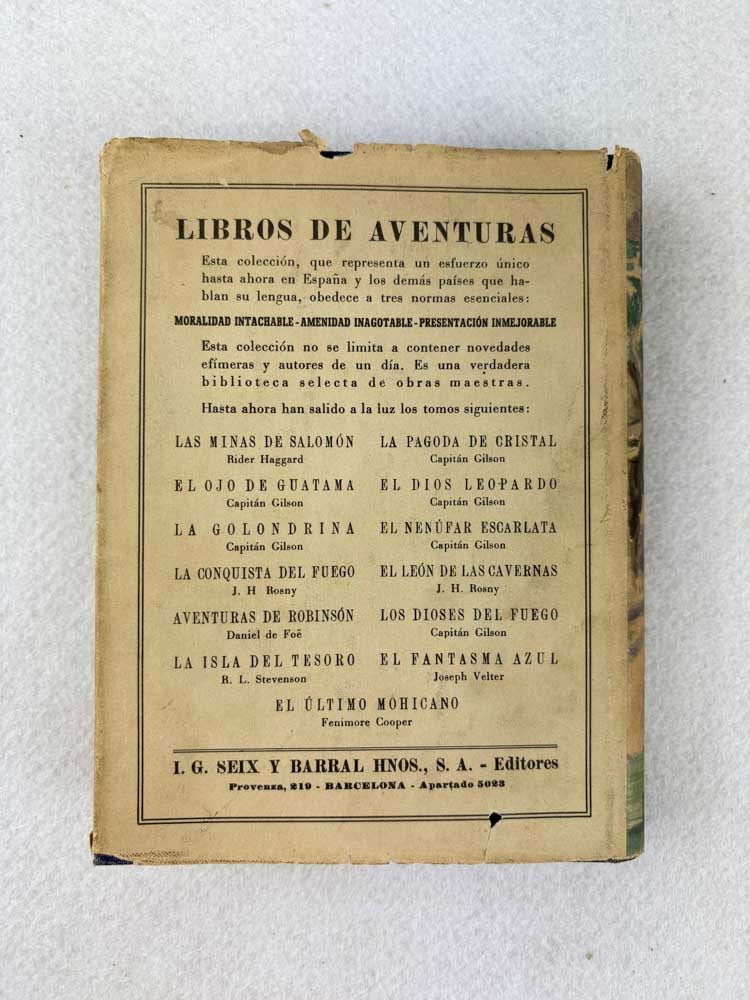 LIBROS DE AVENTURAS
Esta colección, que representa un esfuerzo único
hasta ahora en España y los demás países que ha-
blan su lengua, obedece a tres normas esenciales:
MORALIDAD INTACHABLE - AMENIDAD INAGOTABLE - PRESENTACIÓN INMEJORABLE
Esta colección no se limita a contener novedades
efímeras y autores de un día. Es una verdadera
biblioteca selecta de obras maestras.
Hasta ahora han salido a la luz los tomos siguientes:
LAS MINAS DE SALOMÓN
Rider Haggard
EL OJO DE GUATAMA
Capitán Gilson
LA GOLONDRINA
Capitán Gilson
LA CONQUISTA DEL FUEGO
J. H Rosny
AVENTURAS DE ROBINSÓN
Daniel de Foë
LA ISLA DEL TESORO
R. L. Stevenson
LA PAGODA DE CRISTAL
Capitán Gilson
EL DIOS LEOPARDO
Capitán Gilson
EL NENÚFAR ESCARLATA
Capitán Gilson
EL LEÓN DE LAS CAVERNAS
J. H. Rosny
LOS DIOSES DEL FUEGO
Capitán Gilson
EL FANTASMA AZUL
Joseph Velter
EL ÚLTIMO MOHICANO
Fenimore Cooper
I. G. SEIX Y BARRAL HNOS., S. A. - Editores
Provenza, 219 - BARCELONA - Apartado 5023